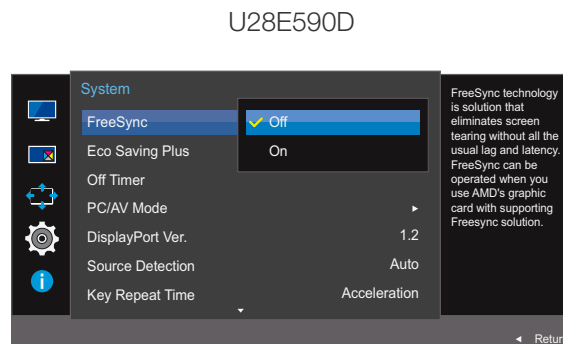 U28E590D
System
FreeSync
Off
Eco Saving Plus
On
Off Timer
PC/AV Mode
DisplayPort Ver. 1.2
Source Detection Auto
Key Repeat Time Acceleration
FreeSync technology
is solution that
eliminates screen
tearing without all the
usual lag and latency.
FreeSync can be
operated when you
use AMD's graphic
card with supporting
Freesync solution.
Retur